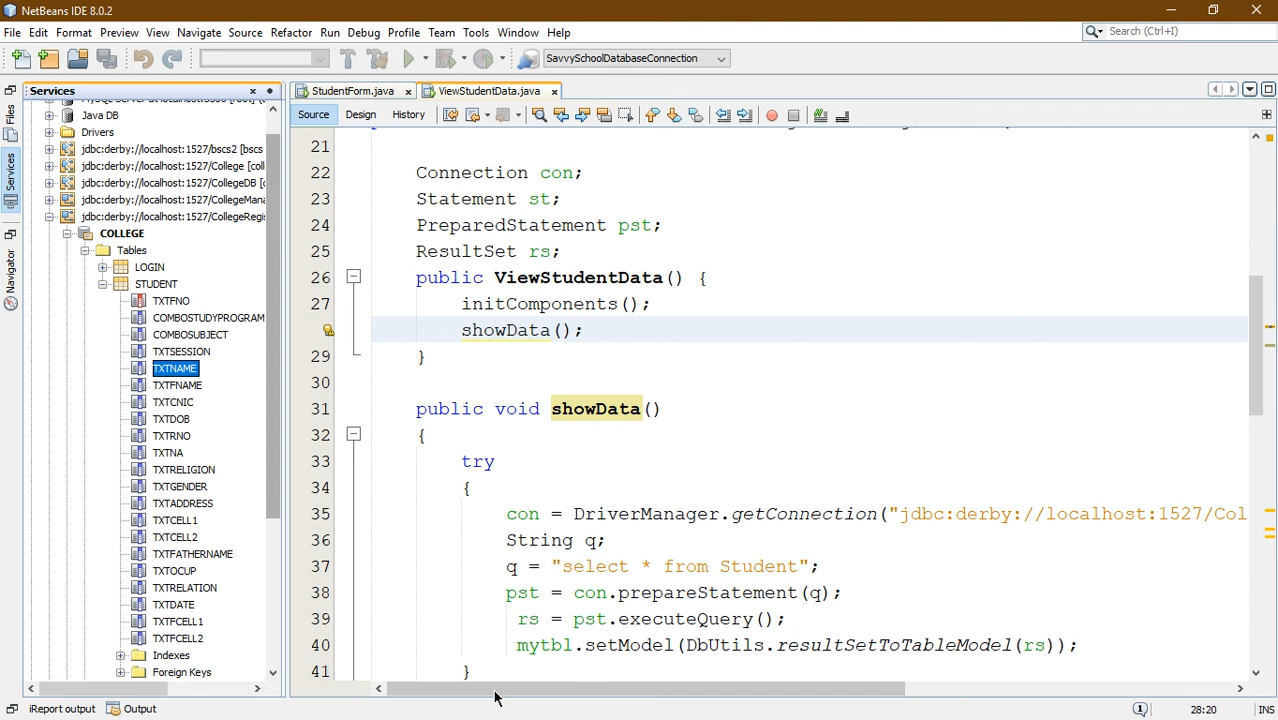 NetBeans IDE 8.0.2
File Edit Format Preview View Navigate Source Refactor Run Debug Profile Team Tools Window Help
Search (Ctrl+I)
SavvySchoolDatabaseConnection
Services
StudentForm.java
ViewStudentData.java
Source Design History
Files
Services
Navigator
Java DB
Drivers
jdbc:derby://localhost:1527/bscs2 [bscs
jdbc:derby://localhost:1527/College [coll
jdbc:derby://localhost:1527/CollegeDB [c
jdbc:derby://localhost:1527/CollegeMana
jdbc:derby://localhost:1527/CollegeRegis
COLLEGE
Tables
LOGIN
STUDENT
TXTFNO
COMBOSTUDYPROGRAM
COMBOSUBJECT
TXTSESSION
TXTNAME
TXTFNAME
TXTCNIC
TXTDOB
TXTRNO
TXTNA
TXTRELIGION
TXTGENDER
TXTADDRESS
TXTCELL1
TXTCELL2
TXTFATHERNAME
TXTOCUP
TXTRELATION
TXTDATE
TXTFCELL1
TXTFCELL2
Indexes
Foreign Keys
21
22 Connection con;
23 Statement st;
24 PreparedStatement pst;
25 ResultSet rs;
26 public ViewStudentData() {
27 initComponents();
showData();
29 }
30
31 public void showData()
32 {
33 try
34 {
35 con = DriverManager.getConnection("jdbc:derby://localhost:1527/Col
36 String q;
37 q = "select * from Student";
38 pst = con.prepareStatement(q);
39 rs = pst.executeQuery();
40 mytbl.setModel(DbUtils.resultSetToTableModel(rs));
41 }
iReport output Output
1
28:20 INS